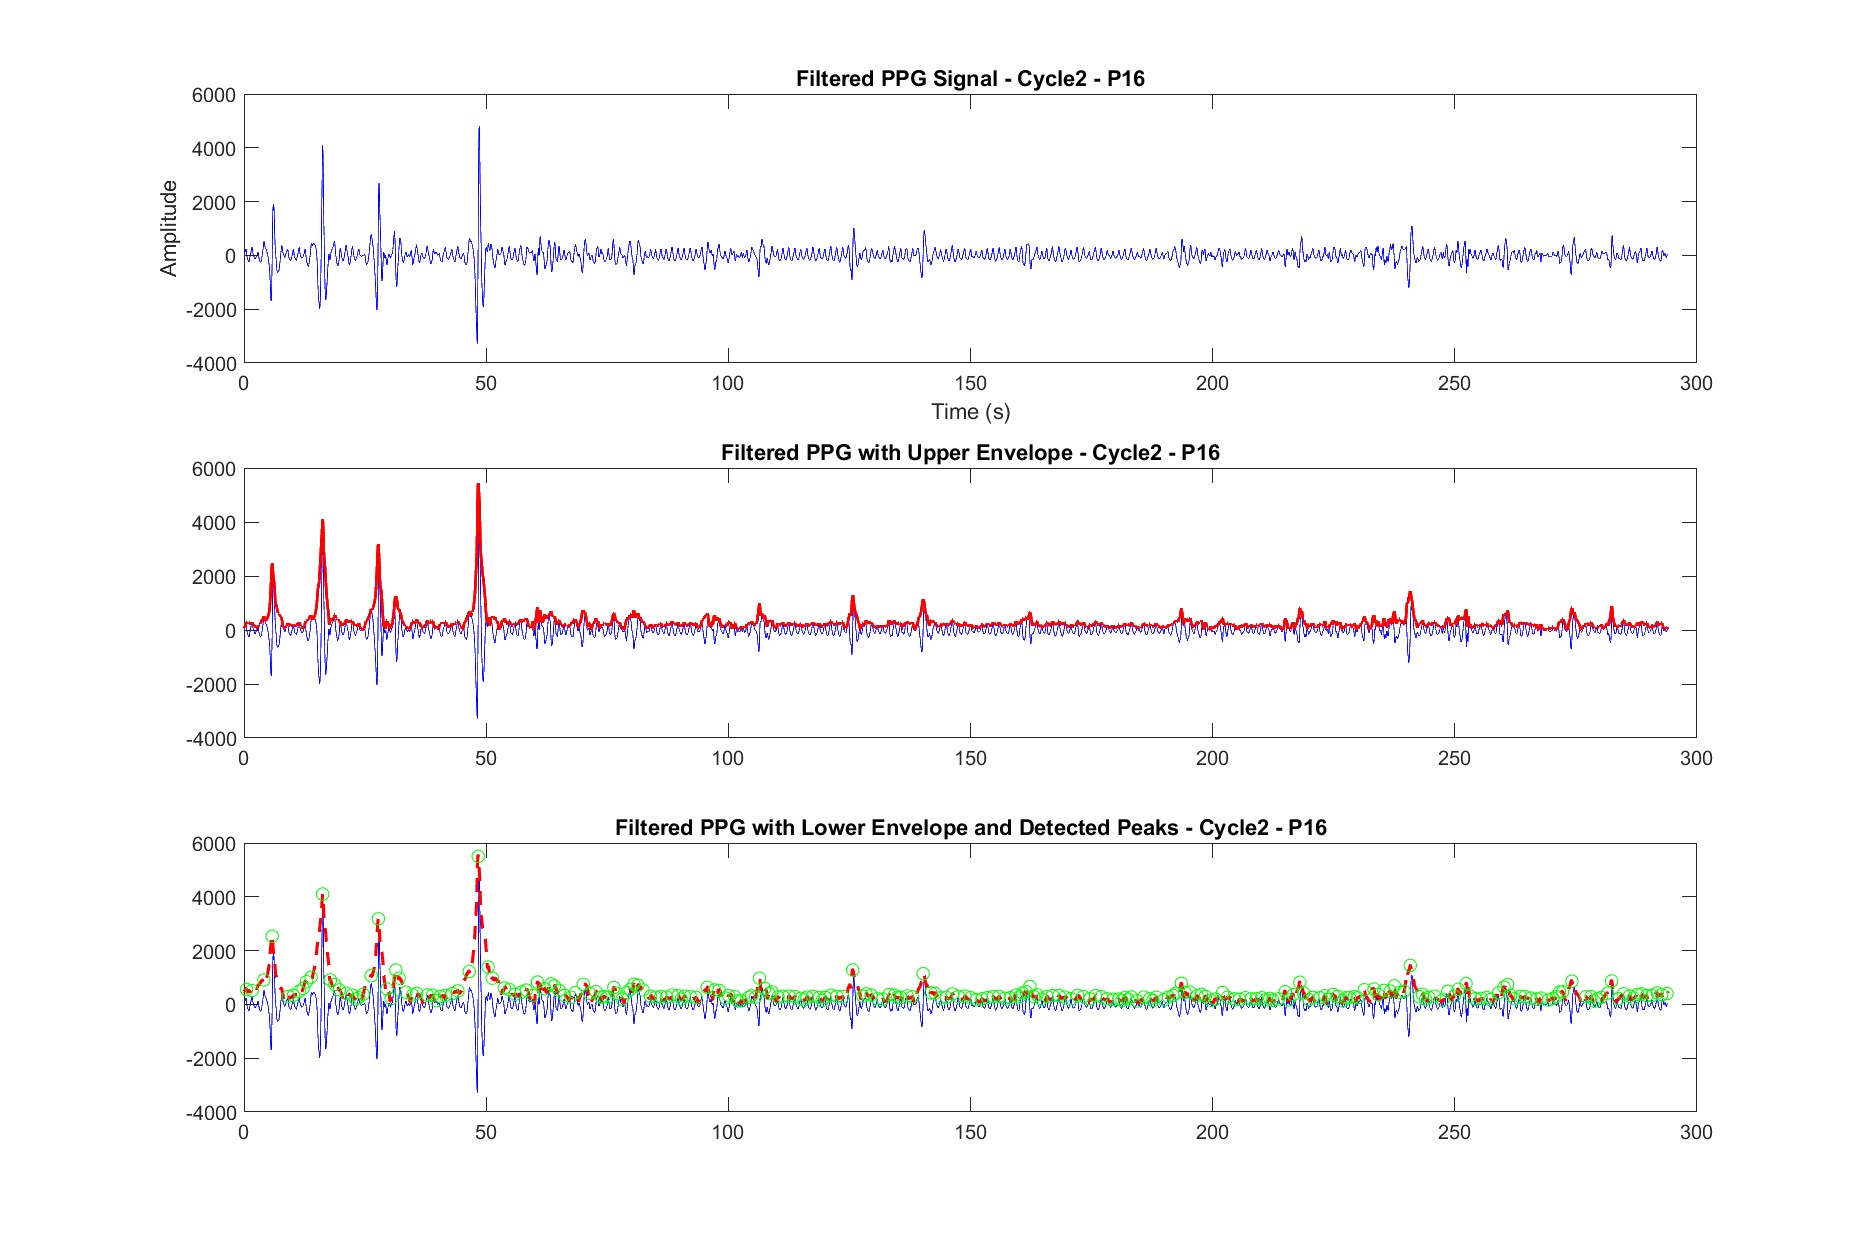 Filtered PPG Signal - Cycle2 - P16
6000
4000
2000
0
-2000
-4000
Amplitude
0 50 100 150 200 250 300
Time (s)
Filtered PPG with Upper Envelope - Cycle2 - P16
6000
4000
2000
0
-2000
-4000
0 50 100 150 200 250 300
Filtered PPG with Lower Envelope and Detected Peaks - Cycle2 - P16
6000
4000
2000
0
-2000
-4000
0 50 100 150 200 250 300